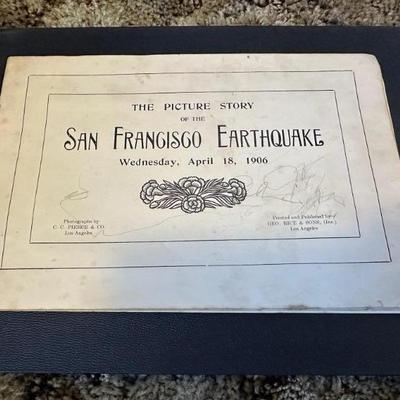 THE PICTURE STORY
OF THE
SAN FRANCISCO EARTHQUAKE
Wednesday, April 18, 1906
Photographs by
C. C. PIERCE & CO.
Los Angeles
Printed and Published by
GEO. RICE & SONS, (Inc.)
Los Angeles